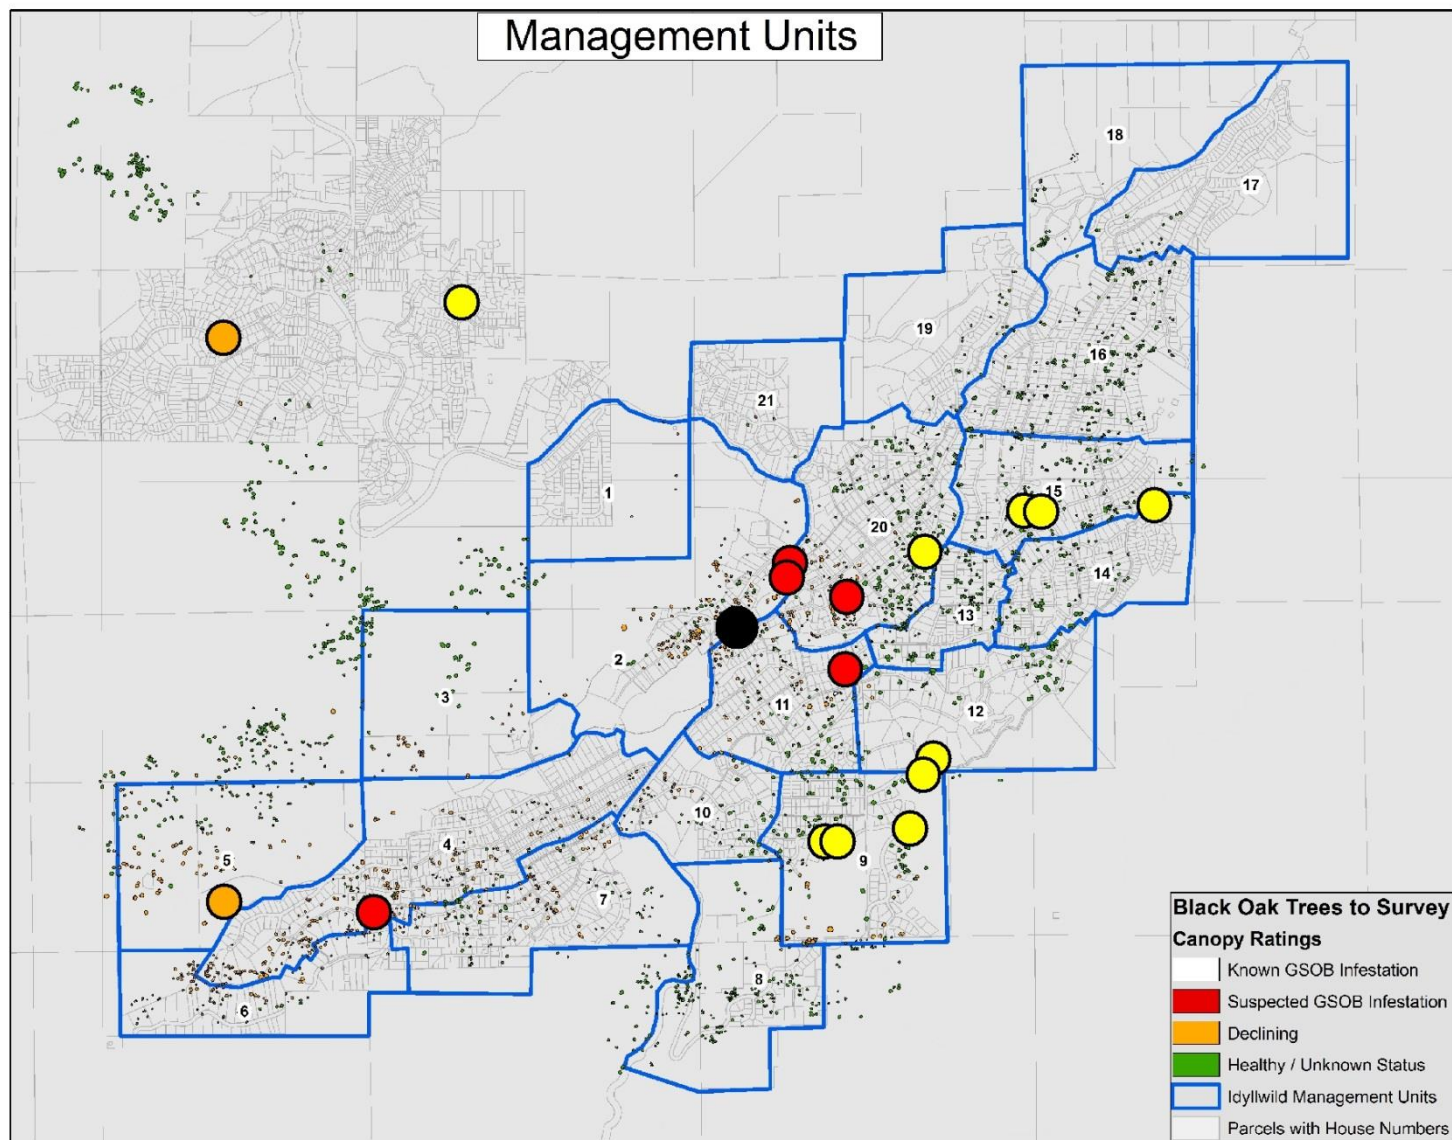 Management Units
18
17
19
16
21
1
15
20
14
13
2
3
11
12
10
4
5
9
7
8
6
Black Oak Trees to Survey
Canopy Ratings
Known GSOB Infestation
Suspected GSOB Infestation
Declining
Healthy / Unknown Status
Idyllwild Management Units
Parcels with House Numbers